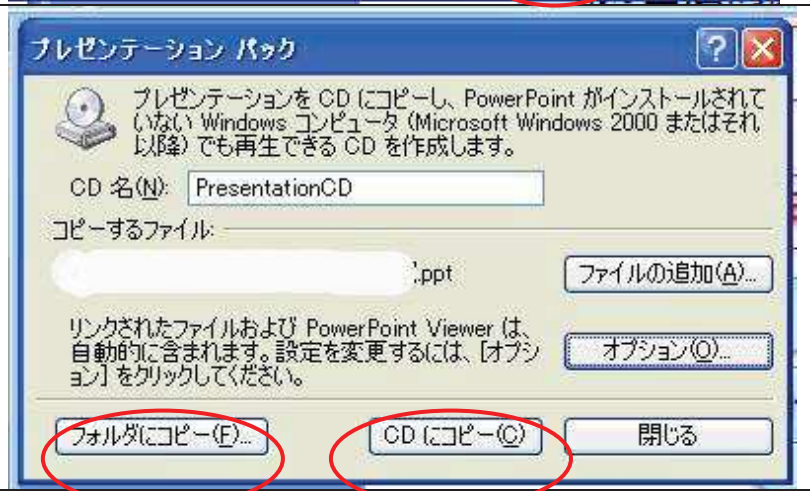 プレゼンテーション パック
プレゼンテーションを CD にコピーし、PowerPoint がインストールされて
いない Windows コンピュータ (Microsoft Windows 2000 またはそれ
以降) でも再生できる CD を作成します。
CD 名(N): PresentationCD
コピーするファイル:
.ppt ファイルの追加(A)...
リンクされたファイルおよび PowerPoint Viewer は、
自動的に含まれます。設定を変更するには、[オプシ
ョン] をクリックしてください。
オプション(O)...
フォルダにコピー(F)... CD にコピー(C) 閉じる